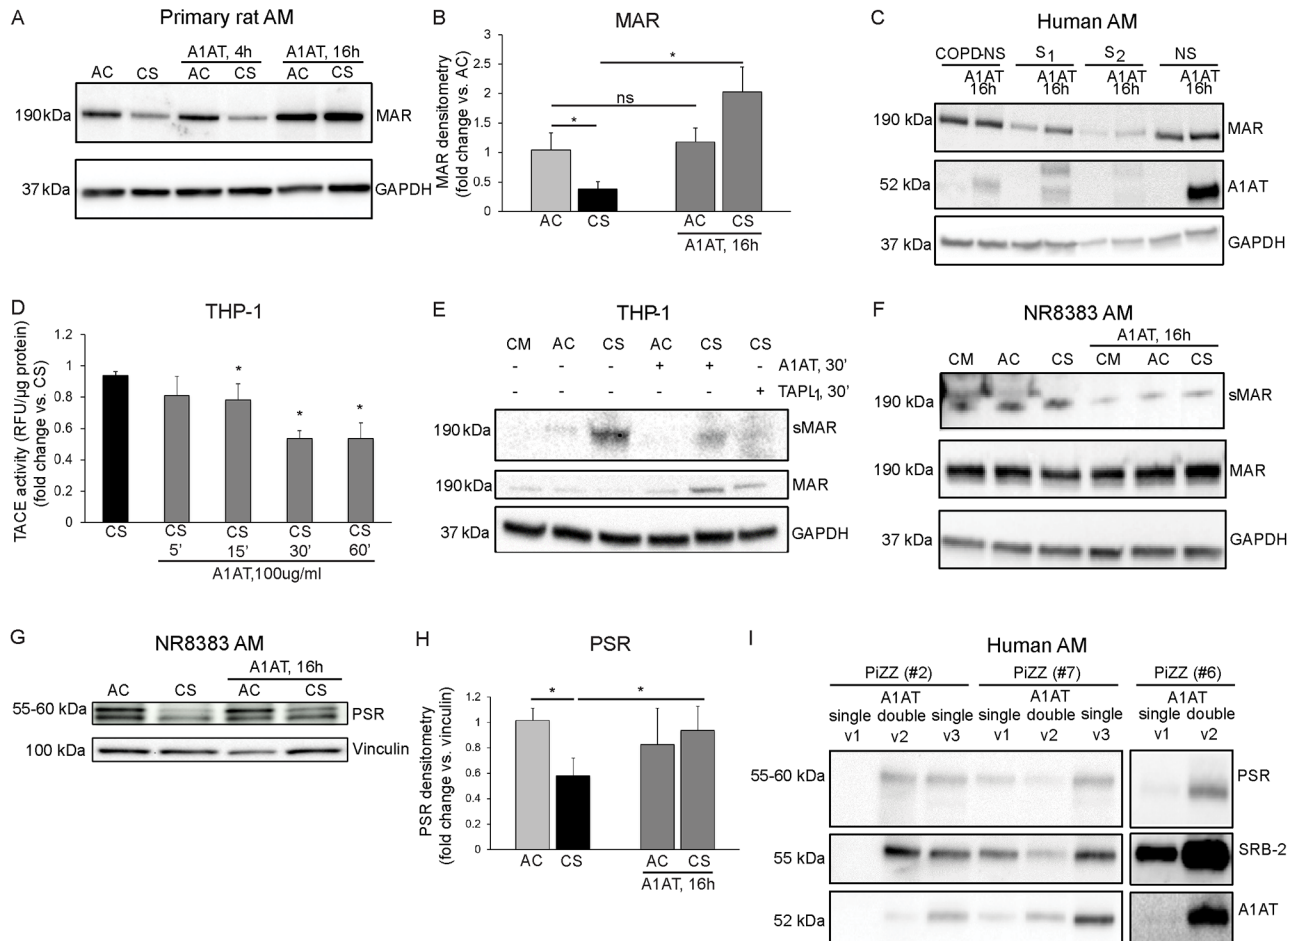 A
Primary rat AM
A1AT, 4h A1AT, 16h
AC CS AC CS AC CS
190kDa MAR
37 kDa GAPDH
B
MAR
MAR densitometry
(fold change vs. AC)
3
2.5
2
1.5
1
0.5
0
*
ns
*
AC CS AC CS
A1AT, 16h
C
Human AM
COPD-NS S1 S2 NS
A1AT A1AT A1AT A1AT
16h 16h 16h 16h
190 kDa MAR
52 kDa A1AT
37 kDa GAPDH
D
THP-1
TACE activity (RFU/µg protein)
(fold change vs. CS)
1.2
1
0.8
0.6
0.4
0.2
0
* * *
CS CS CS CS CS
5' 15' 30' 60'
A1AT,100ug/ml
E
THP-1
CM AC CS AC CS CS
- - - + + - A1AT, 30'
- - - - - + TAPI1, 30'
190kDa sMAR
190kDa MAR
37 kDa GAPDH
F
NR8383 AM
A1AT, 16h
CM AC CS CM AC CS
190 kDa sMAR
190 kDa MAR
37 kDa GAPDH
G
NR8383 AM
A1AT, 16h
AC CS AC CS
55-60 kDa PSR
100 kDa Vinculin
H
PSR
PSR densitometry
(fold change vs. vinculin)
1.2
1
0.8
0.6
0.4
0.2
0
* *
AC CS AC CS
A1AT, 16h
I
Human AM
PiZZ (#2) PiZZ (#7) PiZZ (#6)
A1AT A1AT A1AT
single double single single double single single double
v1 v2 v3 v1 v2 v3 v1 v2
55-60 kDa PSR
55 kDa SRB-2
52 kDa A1AT